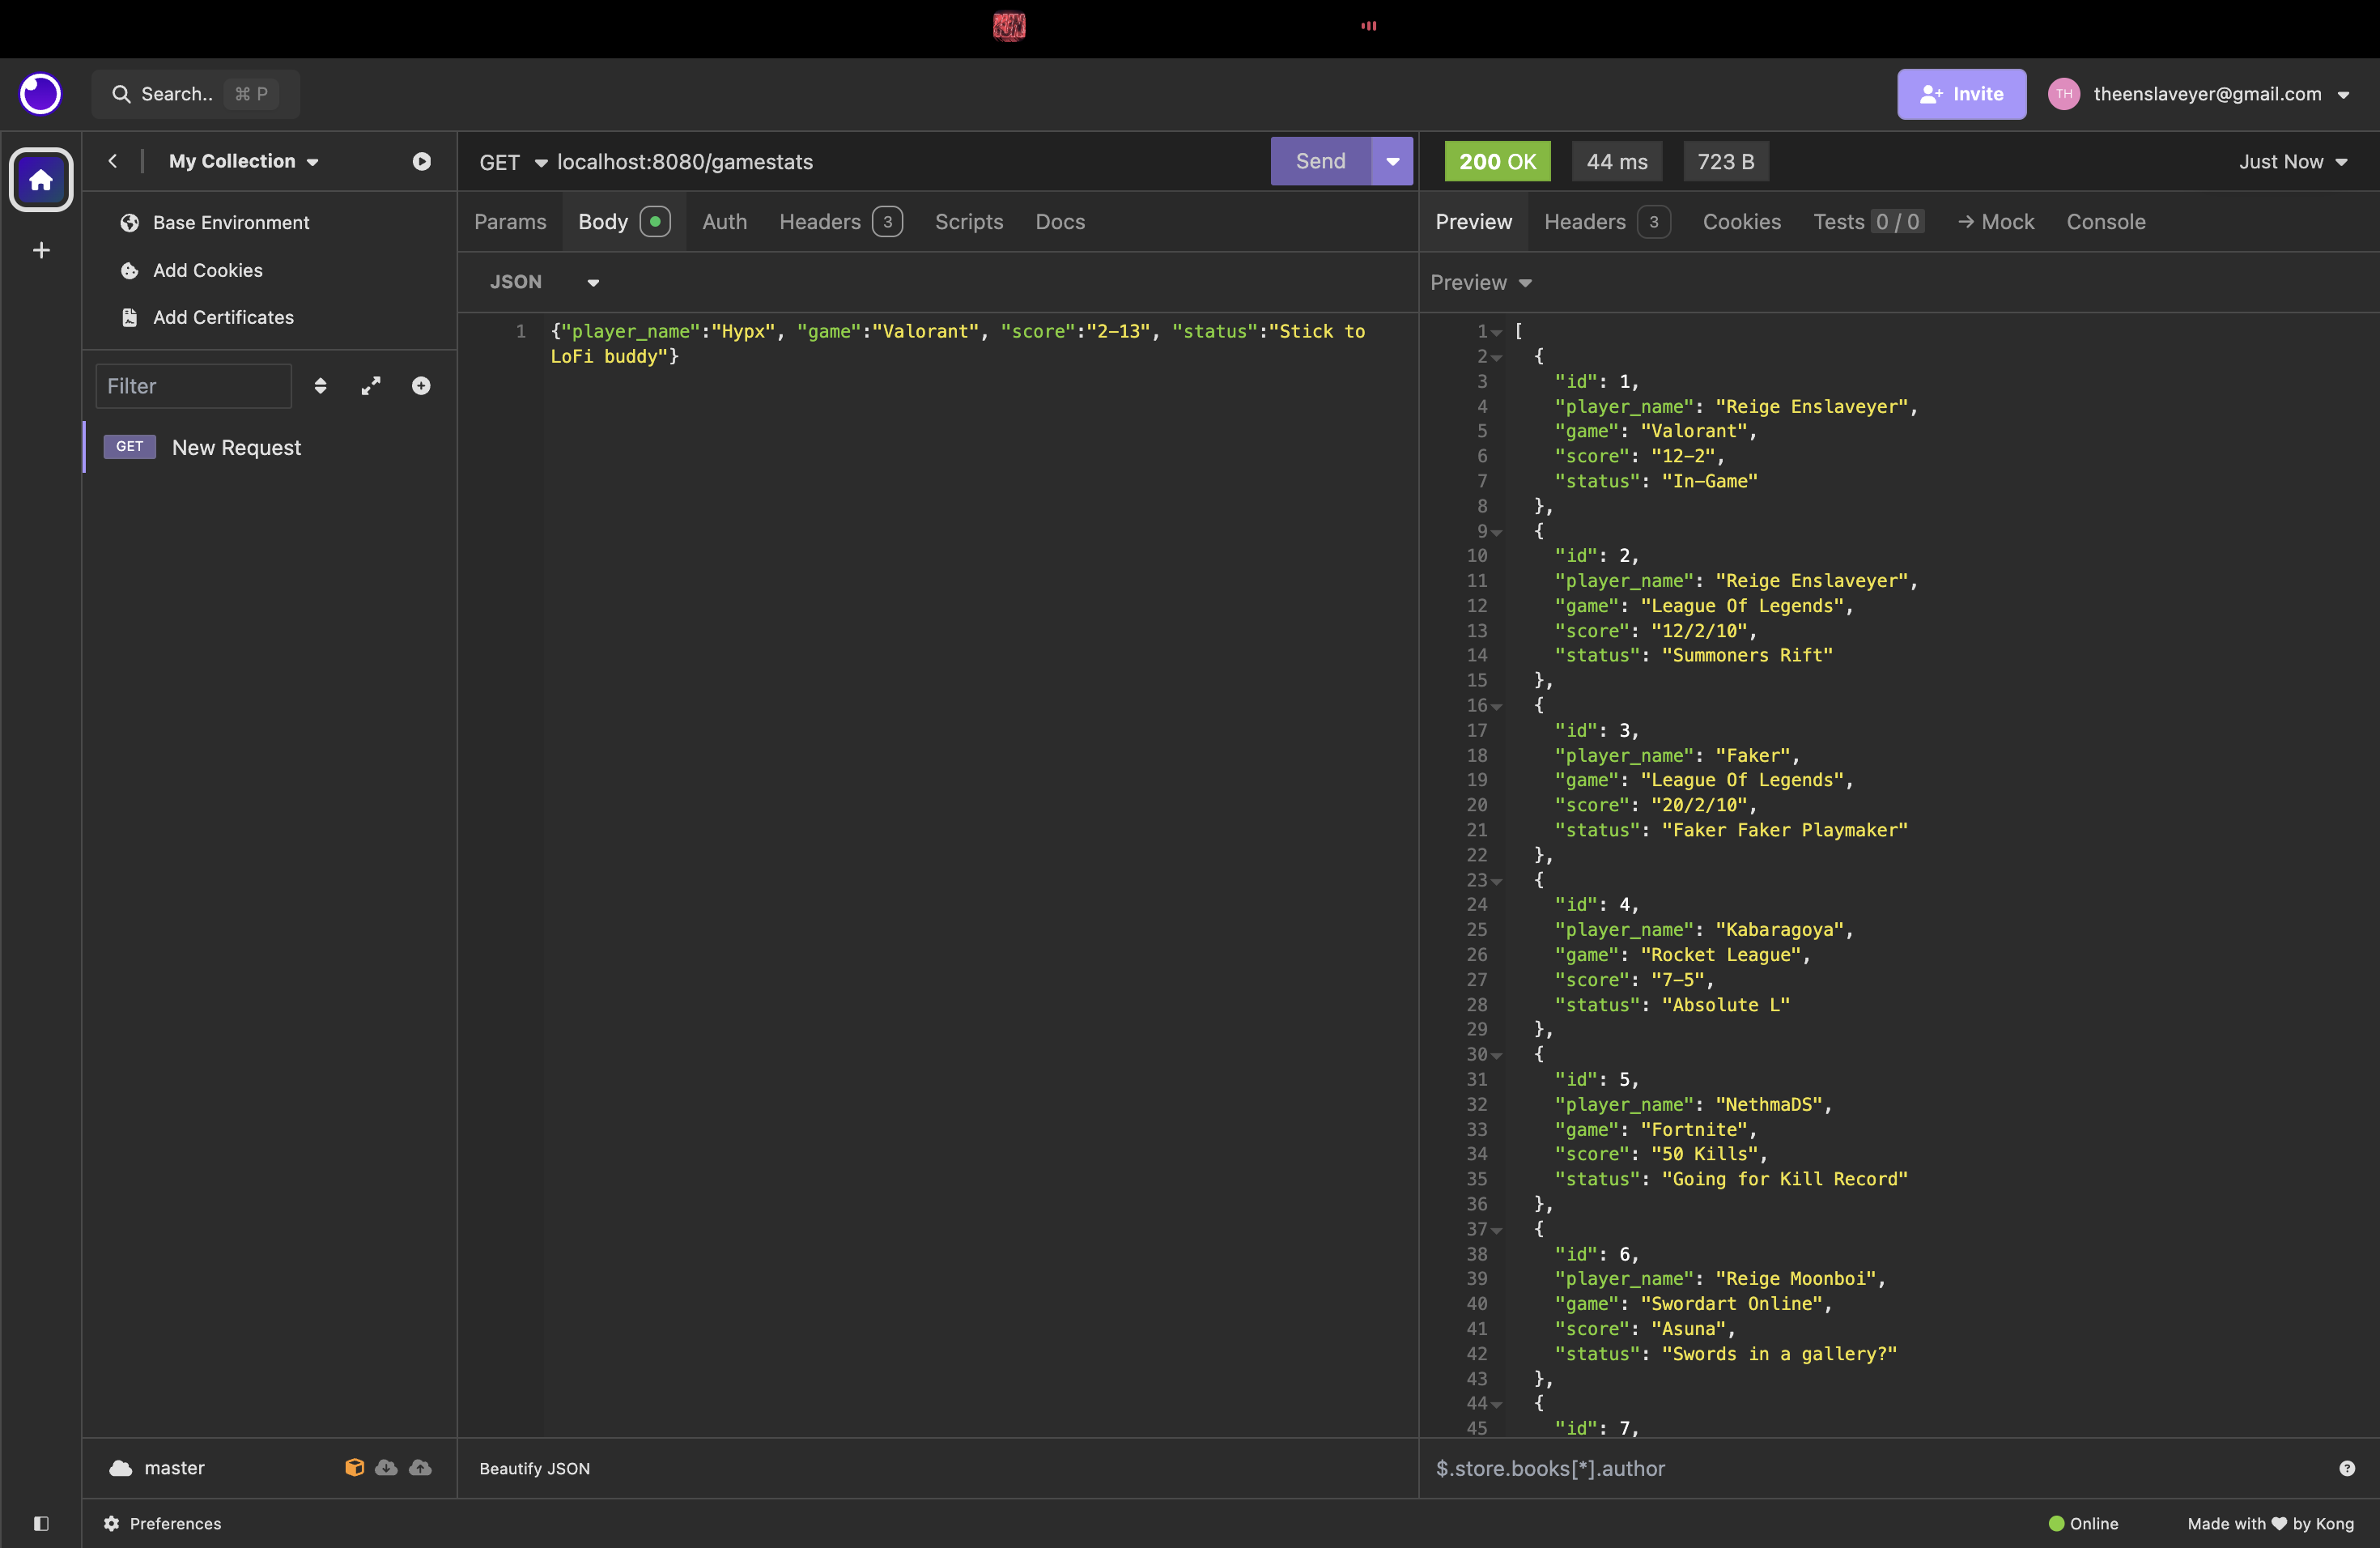 Search.. ⌘ P
Invite
TH theenslaveyer@gmail.com
My Collection
GET localhost:8080/gamestats
Send
200 OK 44 ms 723 B
Just Now
Base Environment
Add Cookies
Add Certificates
Filter
GET New Request
Params Body Auth Headers 3 Scripts Docs
JSON
1 {"player_name":"Hypx", "game":"Valorant", "score":"2-13", "status":"Stick to
LoFi buddy"}
Preview Headers 3 Cookies Tests 0 / 0 → Mock Console
Preview
1 [
2 {
3 "id": 1,
4 "player_name": "Reige Enslaveyer",
5 "game": "Valorant",
6 "score": "12-2",
7 "status": "In-Game"
8 },
9 {
10 "id": 2,
11 "player_name": "Reige Enslaveyer",
12 "game": "League Of Legends",
13 "score": "12/2/10",
14 "status": "Summoners Rift"
15 },
16 {
17 "id": 3,
18 "player_name": "Faker",
19 "game": "League Of Legends",
20 "score": "20/2/10",
21 "status": "Faker Faker Playmaker"
22 },
23 {
24 "id": 4,
25 "player_name": "Kabaragoya",
26 "game": "Rocket League",
27 "score": "7-5",
28 "status": "Absolute L"
29 },
30 {
31 "id": 5,
32 "player_name": "NethmaDS",
33 "game": "Fortnite",
34 "score": "50 Kills",
35 "status": "Going for Kill Record"
36 },
37 {
38 "id": 6,
39 "player_name": "Reige Moonboi",
40 "game": "Swordart Online",
41 "score": "Asuna",
42 "status": "Swords in a gallery?"
43 },
44 {
45 "id": 7,
master
Beautify JSON
$.store.books[*].author
Preferences
Online
Made with ♥ by Kong